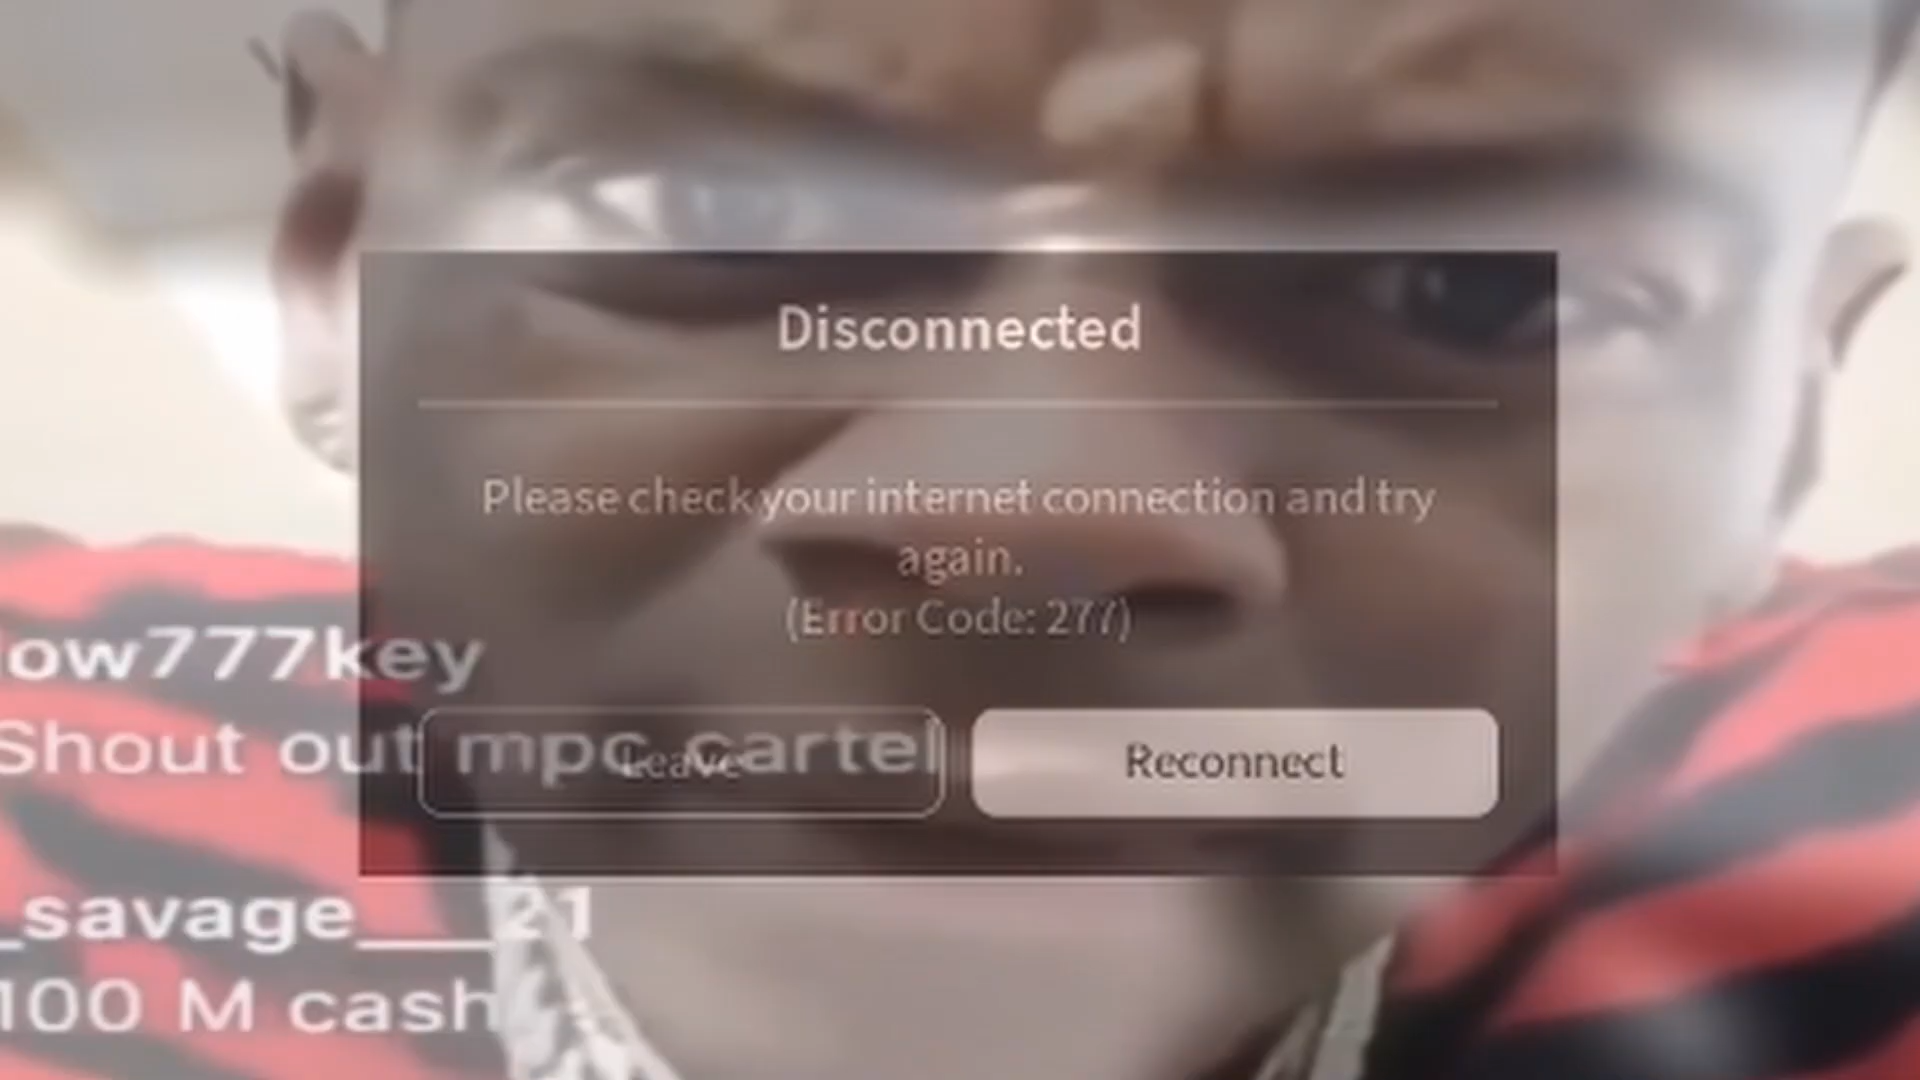 Disconnected
Please check your internet connection and try
again.
(Error Code: 277)
low777key
Shout out mpc cartel
Leave
Reconnect
_savage___21
100 M cash